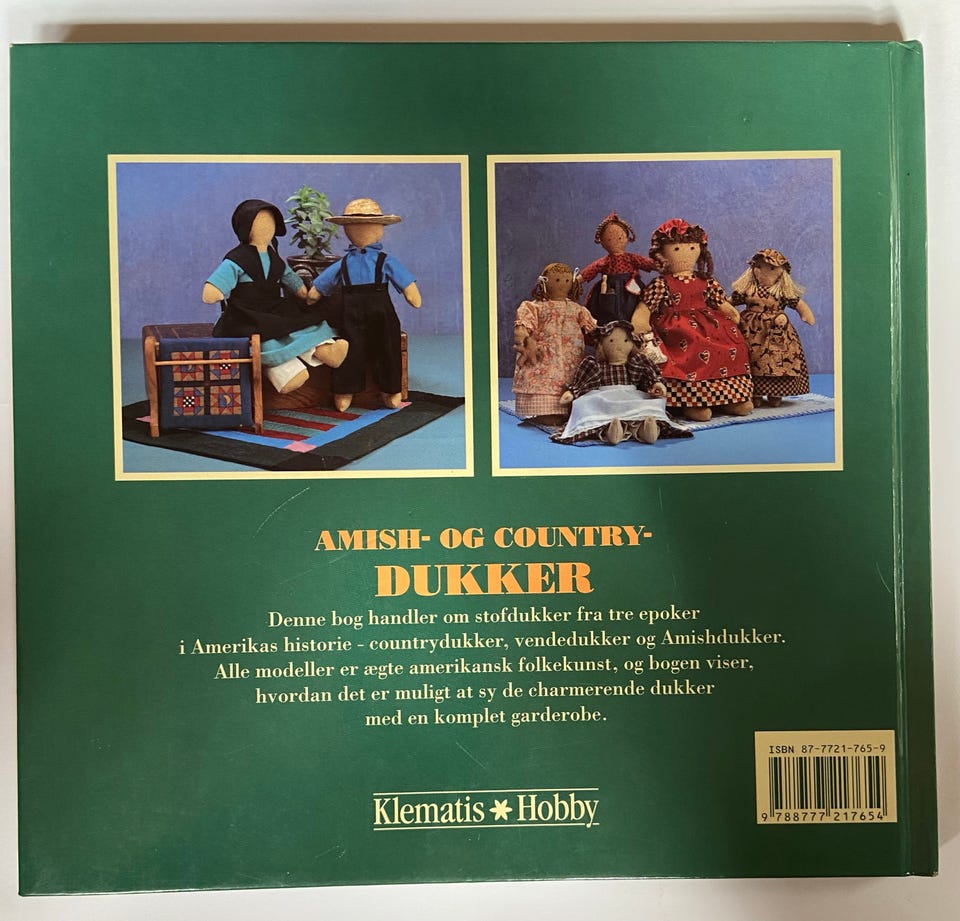 AMISH- OG COUNTRY-
DUKKER
Denne bog handler om stofdukker fra tre epoker
i Amerikas historie - countrydukker, vendedukker og Amishdukker.
Alle modeller er ægte amerikansk folkekunst, og bogen viser,
hvordan det er muligt at sy de charmerende dukker
med en komplet garderobe.
ISBN 87-7721-765-9
9 788777 217654
Klematis * Hobby